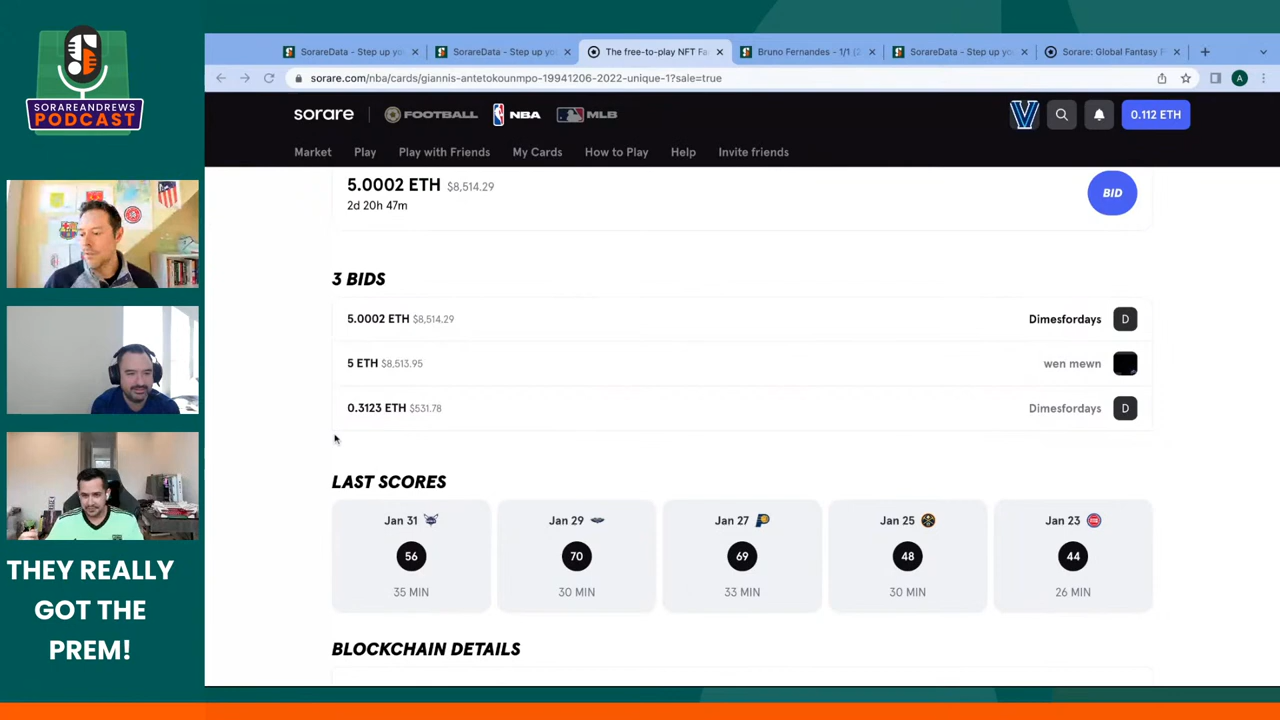 SORAREANDREWS
PODCAST
THEY REALLY
GOT THE
PREM!
SorareData - Step up yo
SorareData - Step up yo
The free-to-play NFT Fa
Bruno Fernandes - 1/1 (2
SorareData - Step up yo
Sorare: Global Fantasy F
sorare.com/nba/cards/giannis-antetokounmpo-19941206-2022-unique-1?sale=true
A
sorare
FOOTBALL
NBA
MLB
0.112 ETH
Market
Play
Play with Friends
My Cards
How to Play
Help
Invite friends
5.0002 ETH $8,514.29
2d 20h 47m
BID
3 BIDS
5.0002 ETH $8,514.29 Dimesfordays D
5 ETH $8,513.95 wen mewn
0.3123 ETH $531.78 Dimesfordays D
LAST SCORES
Jan 31
56
35 MIN
Jan 29
70
30 MIN
Jan 27
69
33 MIN
Jan 25
48
30 MIN
Jan 23
44
26 MIN
BLOCKCHAIN DETAILS